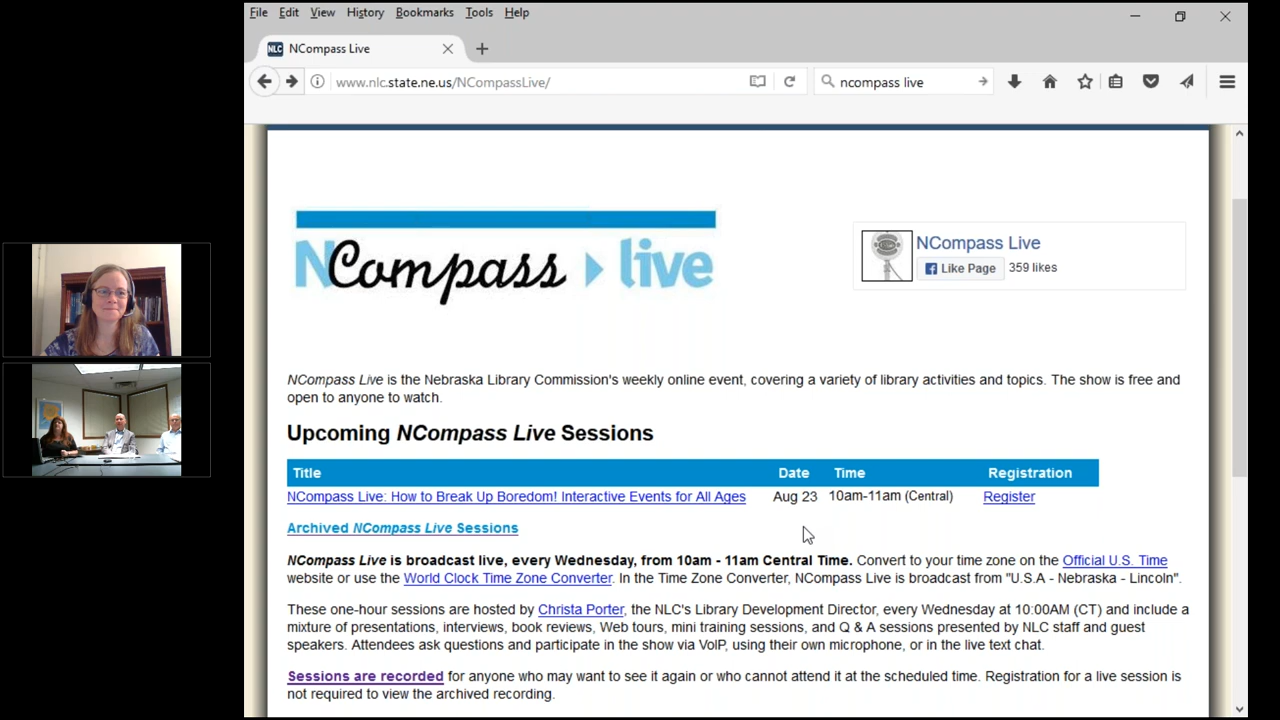 File Edit View History Bookmarks Tools Help
NLC NCompass Live
www.nlc.state.ne.us/NCompassLive/ ncompass live
NCompass live
NCompass Live
Like Page 359 likes
NCompass Live is the Nebraska Library Commission's weekly online event, covering a variety of library activities and topics. The show is free and
open to anyone to watch.
Upcoming NCompass Live Sessions
Title Date Time Registration
NCompass Live: How to Break Up Boredom! Interactive Events for All Ages Aug 23 10am-11am (Central) Register
Archived NCompass Live Sessions
NCompass Live is broadcast live, every Wednesday, from 10am - 11am Central Time. Convert to your time zone on the Official U.S. Time
website or use the World Clock Time Zone Converter. In the Time Zone Converter, NCompass Live is broadcast from "U.S.A - Nebraska - Lincoln".
These one-hour sessions are hosted by Christa Porter, the NLC's Library Development Director, every Wednesday at 10:00AM (CT) and include a
mixture of presentations, interviews, book reviews, Web tours, mini training sessions, and Q & A sessions presented by NLC staff and guest
speakers. Attendees ask questions and participate in the show via VoIP, using their own microphone, or in the live text chat.
Sessions are recorded for anyone who may want to see it again or who cannot attend it at the scheduled time. Registration for a live session is
not required to view the archived recording.